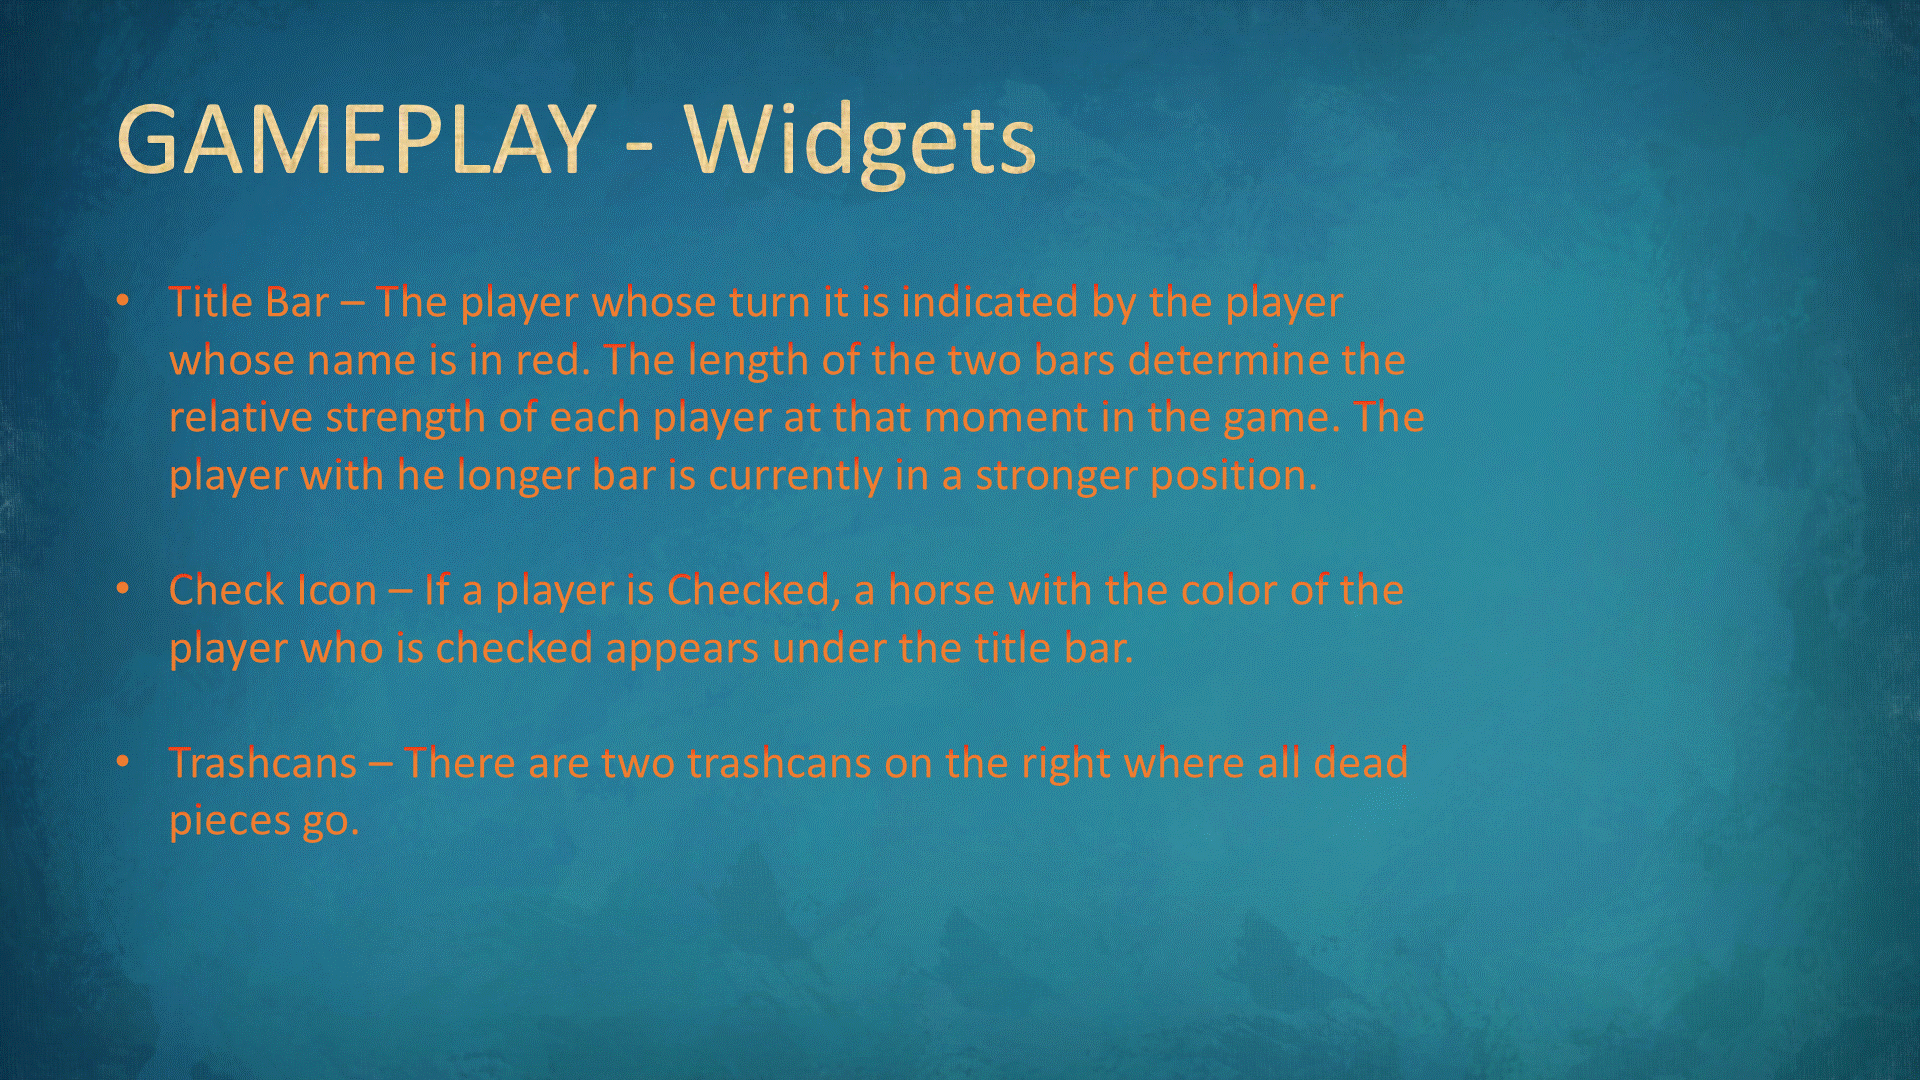 GAMEPLAY - Widgets
• Title Bar – The player whose turn it is indicated by the player
whose name is in red. The length of the two bars determine the
relative strength of each player at that moment in the game. The
player with he longer bar is currently in a stronger position.
• Check Icon – If a player is Checked, a horse with the color of the
player who is checked appears under the title bar.
• Trashcans – There are two trashcans on the right where all dead
pieces go.